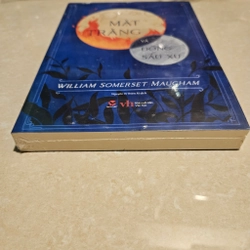 MẶT
TRĂNG
VÀ
ĐỒNG
SÁU XU
WILLIAM SOMERSET MAUGHAM